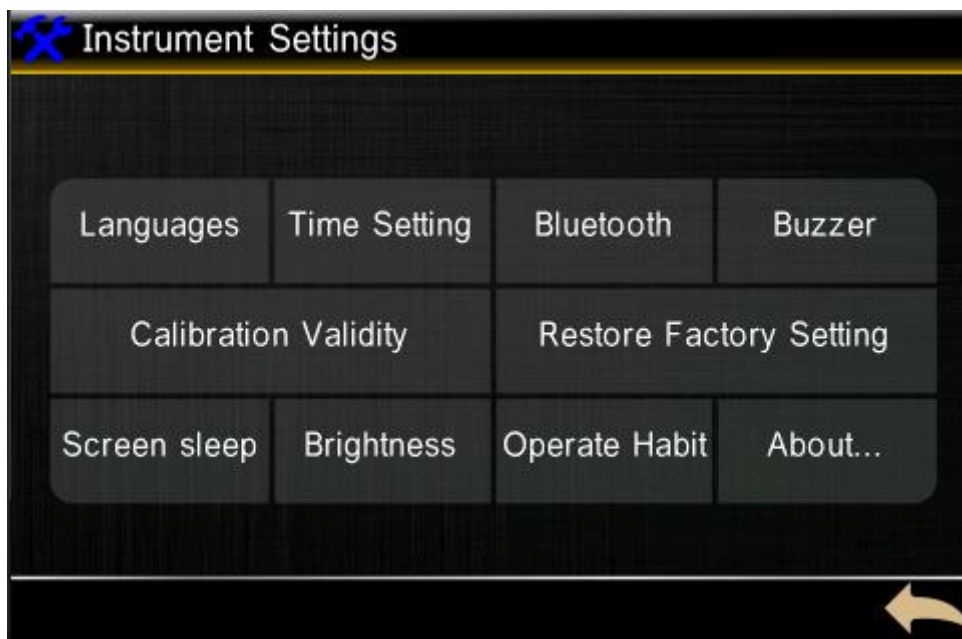 Instrument Settings
Languages
Time Setting
Bluetooth
Buzzer
Calibration Validity
Restore Factory Setting
Screen sleep
Brightness
Operate Habit
About...